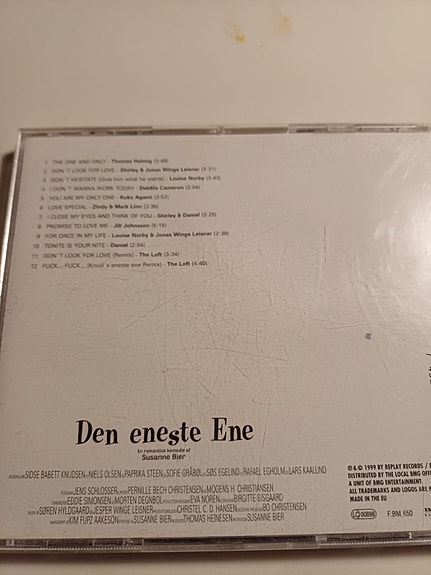 1 THE ONE AND ONLY - Thomas Helmig (3:48)
2 DON´T LOOK FOR LOVE - Shirley & Jonas Winge Leisner (3:31)
3 DON´T HESITATE (Give him what he wants) - Louise Norby (3:43)
4 I DON´T WANNA WORK TODAY - Debbie Cameron (3:04)
5 YOU ARE MY ONLY ONE - Kuku Agami (3:52)
6 LOVE SPECIAL - Zindy & Mark Linn (3:36)
7 I CLOSE MY EYES AND THINK OF YOU - Shirley & Daniel (3:25)
8 PROMISE TO LOVE ME - Jill Johnson (5:15)
9 FOR ONCE IN MY LIFE - Louise Norby & Jonas Winge Leisner (2:38)
10 TONITE IS YOUR NITE - Daniel (2:54)
11 DON´T LOOK FOR LOVE (Remix) - The Loft (3:34)
12 FUCK... FUCK... (Knud´s eneste ene Remix) - The Loft (4:40)
Den eneste Ene
En romantisk komedie af
Susanne Bier
SIDSE BABETT KNUDSEN NIELS OLSEN PAPRIKA STEEN SOFIE GRÅBØL SØS EGELIND RAFAEL EDHOLM LARS KAALUND
JENS SCHLOSSER PERNILLE BECH CHRISTENSEN MOGENS H. CHRISTIANSEN
EDDIE SIMONSEN MORTEN DEGNBOL EVA NORÉN BIRGITTE BISGAARD
SØREN HYLDGAARD JESPER WINGE LEISNER CHRISTEL C. D. HANSEN BO CHRISTENSEN
KIM FUPZ AAKESON SUSANNE BIER THOMAS HEINESEN SUSANNE BIER
℗ & © 1999 BY REPLAY RECORDS /
DISTRIBUTED BY THE LOCAL BMG
A UNIT OF BMG ENTERTAINMENT.
ALL TRADEMARKS AND LOGOS ARE
MADE IN THE EU
LC 00898 F:BM 650